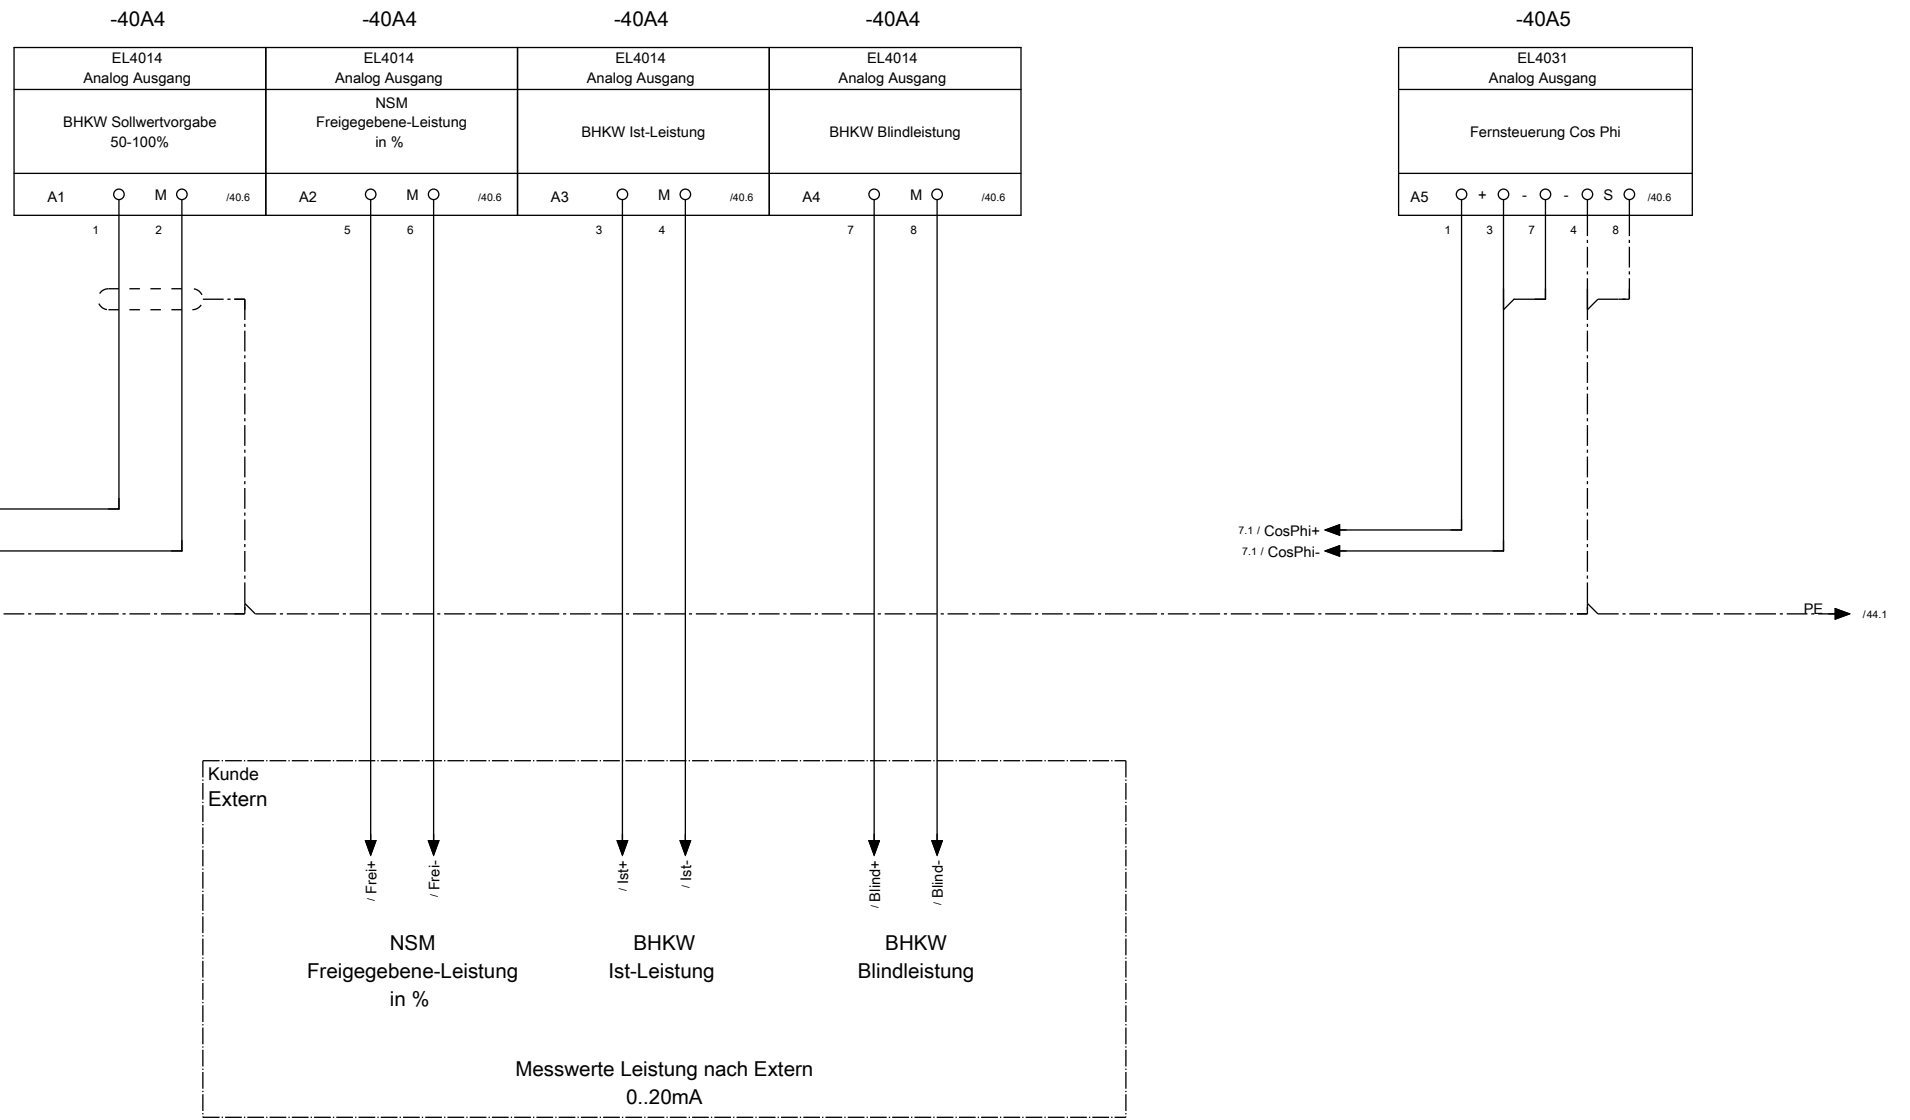 -40A4
-40A4
-40A4
-40A4
-40A5
EL4014
Analog Ausgang
EL4014
Analog Ausgang
EL4014
Analog Ausgang
EL4014
Analog Ausgang
EL4031
Analog Ausgang
BHKW Sollwertvorgabe
50-100%
NSM
Freigegebene-Leistung
in %
BHKW Ist-Leistung
BHKW Blindleistung
Fernsteuerung Cos Phi
A1 M /40.6
A2 M /40.6
A3 M /40.6
A4 M /40.6
A5 + - - S /40.6
1 2
5 6
3 4
7 8
1 3 7 4 8
7.1 / CosPhi+
7.1 / CosPhi-
PE /44.1
Kunde
Extern
/ Frei+
/ Frei-
/ Ist+
/ Ist-
/ Blind+
/ Blind-
NSM
Freigegebene-Leistung
in %
BHKW
Ist-Leistung
BHKW
Blindleistung
Messwerte Leistung nach Extern
0..20mA